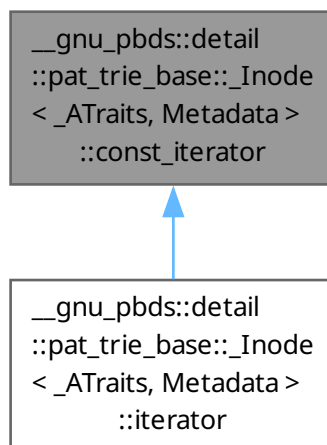 __gnu_pbds::detail
::pat_trie_base::_Inode
< _ATraits, Metadata >
::const_iterator
__gnu_pbds::detail
::pat_trie_base::_Inode
< _ATraits, Metadata >
::iterator